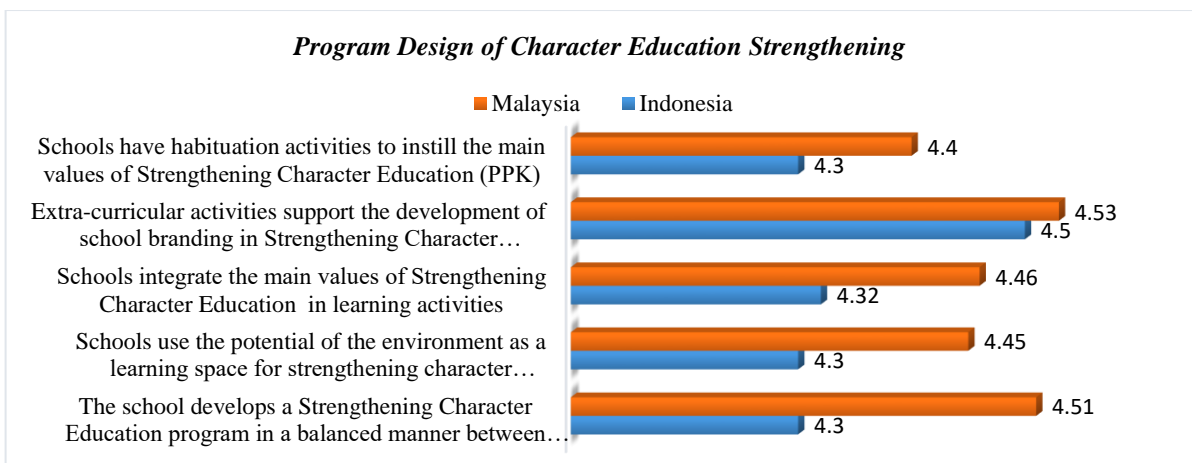 Program Design of Character Education Strengthening
Malaysia Indonesia
Schools have habituation activities to instill the main
values of Strengthening Character Education (PPK)
4.4
4.3
Extra-curricular activities support the development of
school branding in Strengthening Character…
4.53
4.5
Schools integrate the main values of Strengthening
Character Education in learning activities
4.46
4.32
Schools use the potential of the environment as a
learning space for strengthening character…
4.45
4.3
The school develops a Strengthening Character
Education program in a balanced manner between…
4.51
4.3